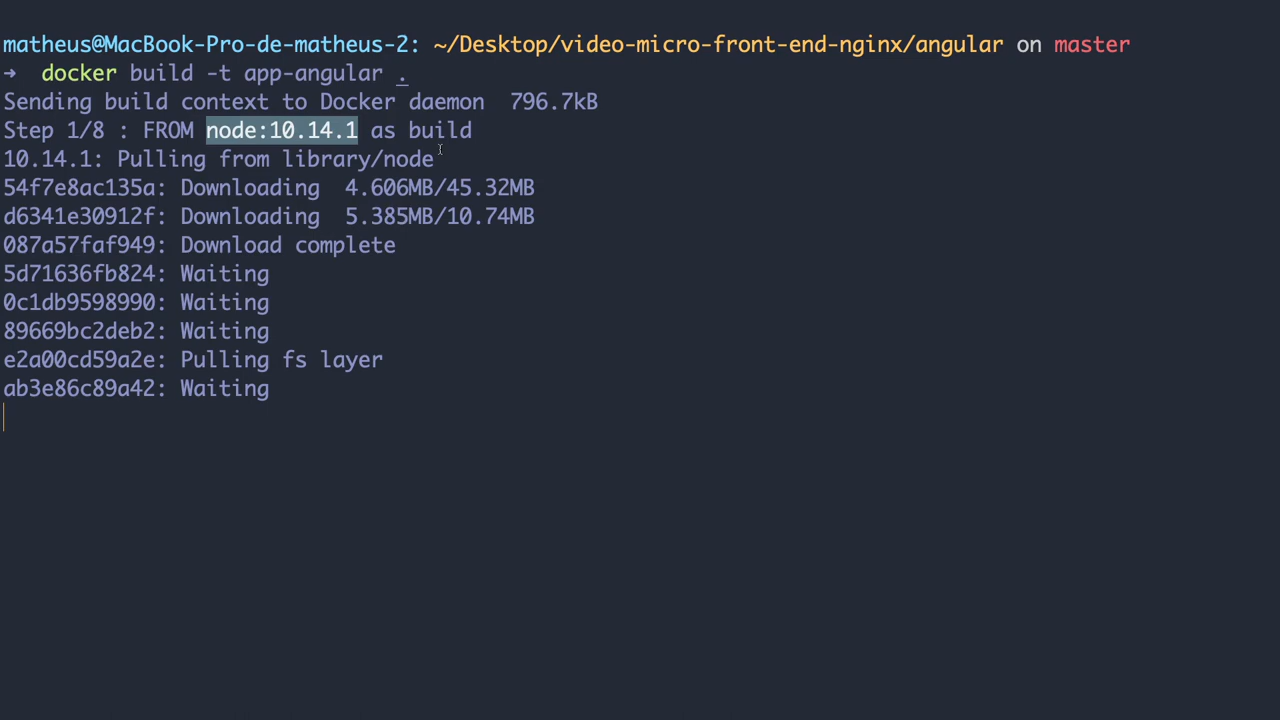 matheus@MacBook-Pro-de-matheus-2: ~/Desktop/video-micro-front-end-nginx/angular on master
➜  docker build -t app-angular .
Sending build context to Docker daemon  796.7kB
Step 1/8 : FROM node:10.14.1 as build
10.14.1: Pulling from library/node
54f7e8ac135a: Downloading  4.606MB/45.32MB
d6341e30912f: Downloading  5.385MB/10.74MB
087a57faf949: Download complete
5d71636fb824: Waiting
0c1db9598990: Waiting
89669bc2deb2: Waiting
e2a00cd59a2e: Pulling fs layer
ab3e86c89a42: Waiting